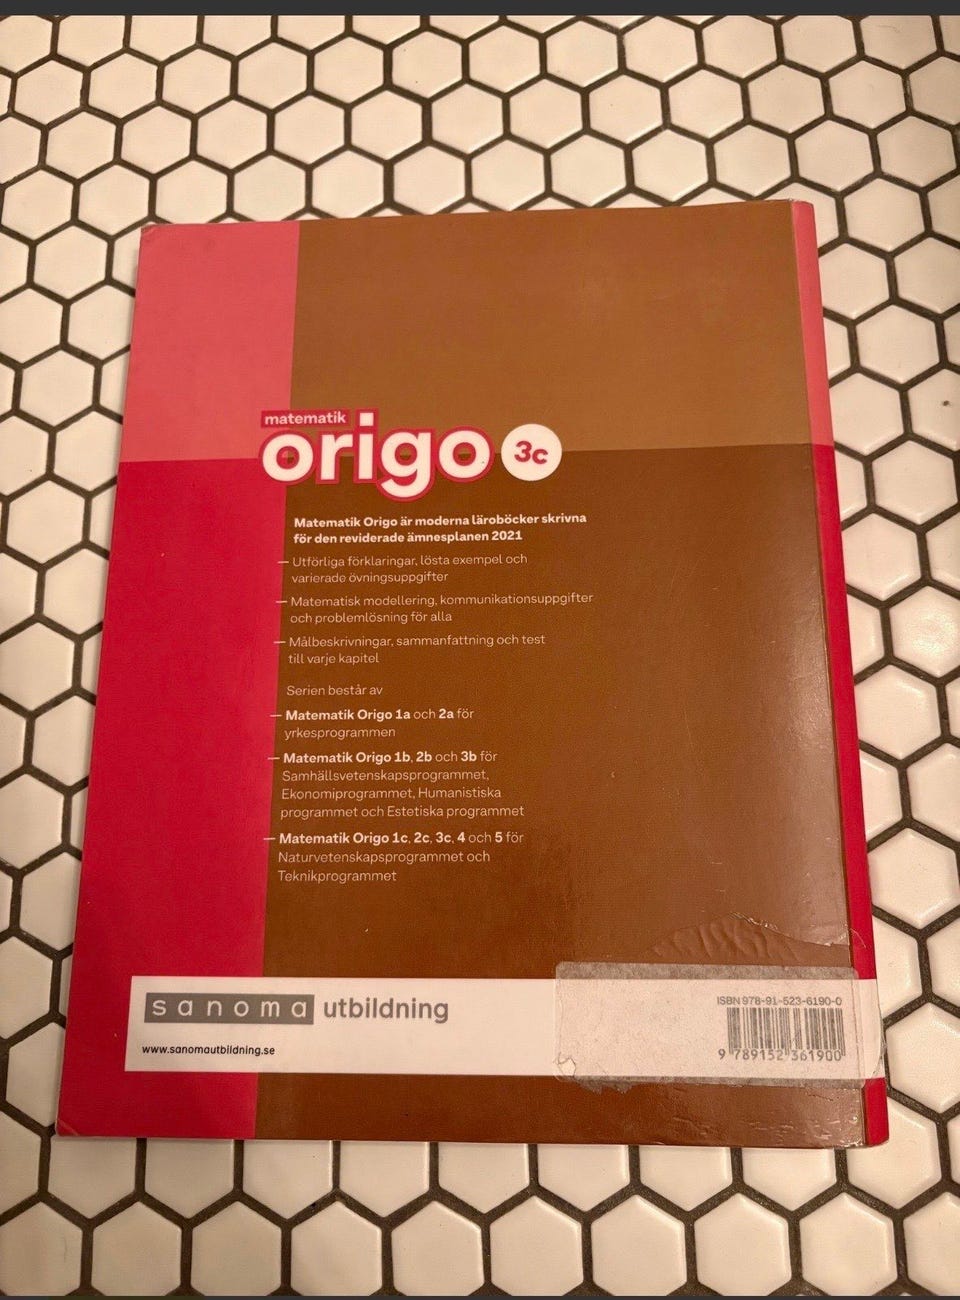 matematik
origo 3c
Matematik Origo är moderna läroböcker skrivna
för den reviderade ämnesplanen 2021
— Utförliga förklaringar, lösta exempel och
varierade övningsuppgifter
— Matematisk modellering, kommunikationsuppgifter
och problemlösning för alla
— Målbeskrivningar, sammanfattning och test
till varje kapitel
Serien består av
— Matematik Origo 1a och 2a för
yrkesprogrammen
— Matematik Origo 1b, 2b och 3b för
Samhällsvetenskapsprogrammet,
Ekonomiprogrammet, Humanistiska
programmet och Estetiska programmet
— Matematik Origo 1c, 2c, 3c, 4 och 5 för
Naturvetenskapsprogrammet och
Teknikprogrammet
sanoma utbildning
www.sanomautbildning.se
ISBN 978-91-523-6190-0
9 789152 361900